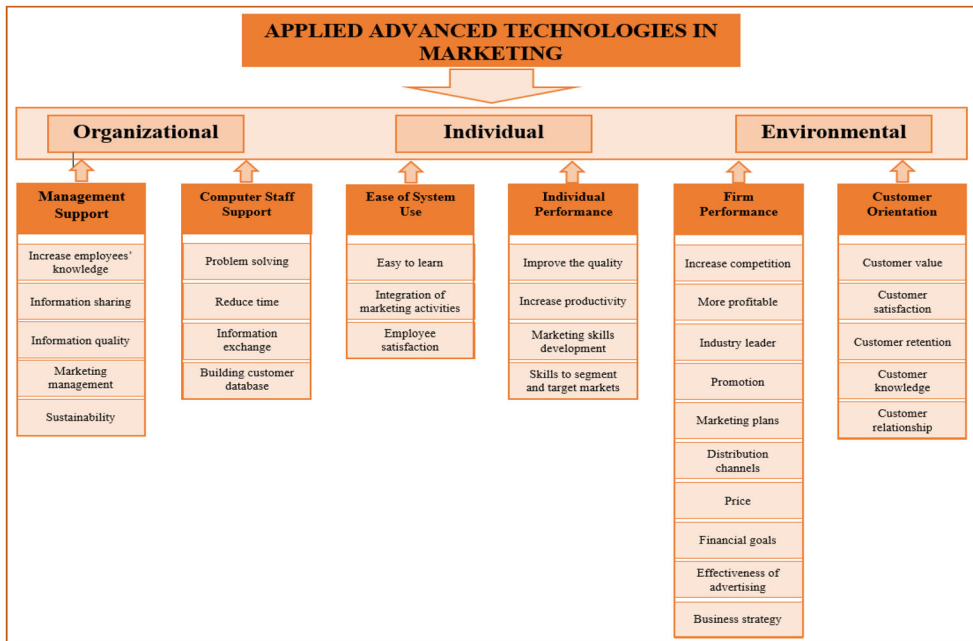 APPLIED ADVANCED TECHNOLOGIES IN
MARKETING
Organizational
Individual
Environmental
Management
Support
Increase employees’
knowledge
Information sharing
Information quality
Marketing
management
Sustainability
Computer Staff
Support
Problem solving
Reduce time
Information
exchange
Building customer
database
Ease of System
Use
Easy to learn
Integration of
marketing activities
Employee
satisfaction
Individual
Performance
Improve the quality
Increase productivity
Marketing skills
development
Skills to segment
and target markets
Firm
Performance
Increase competition
More profitable
Industry leader
Promotion
Marketing plans
Distribution
channels
Price
Financial goals
Effectiveness of
advertising
Business strategy
Customer
Orientation
Customer value
Customer
satisfaction
Customer retention
Customer
knowledge
Customer
relationship